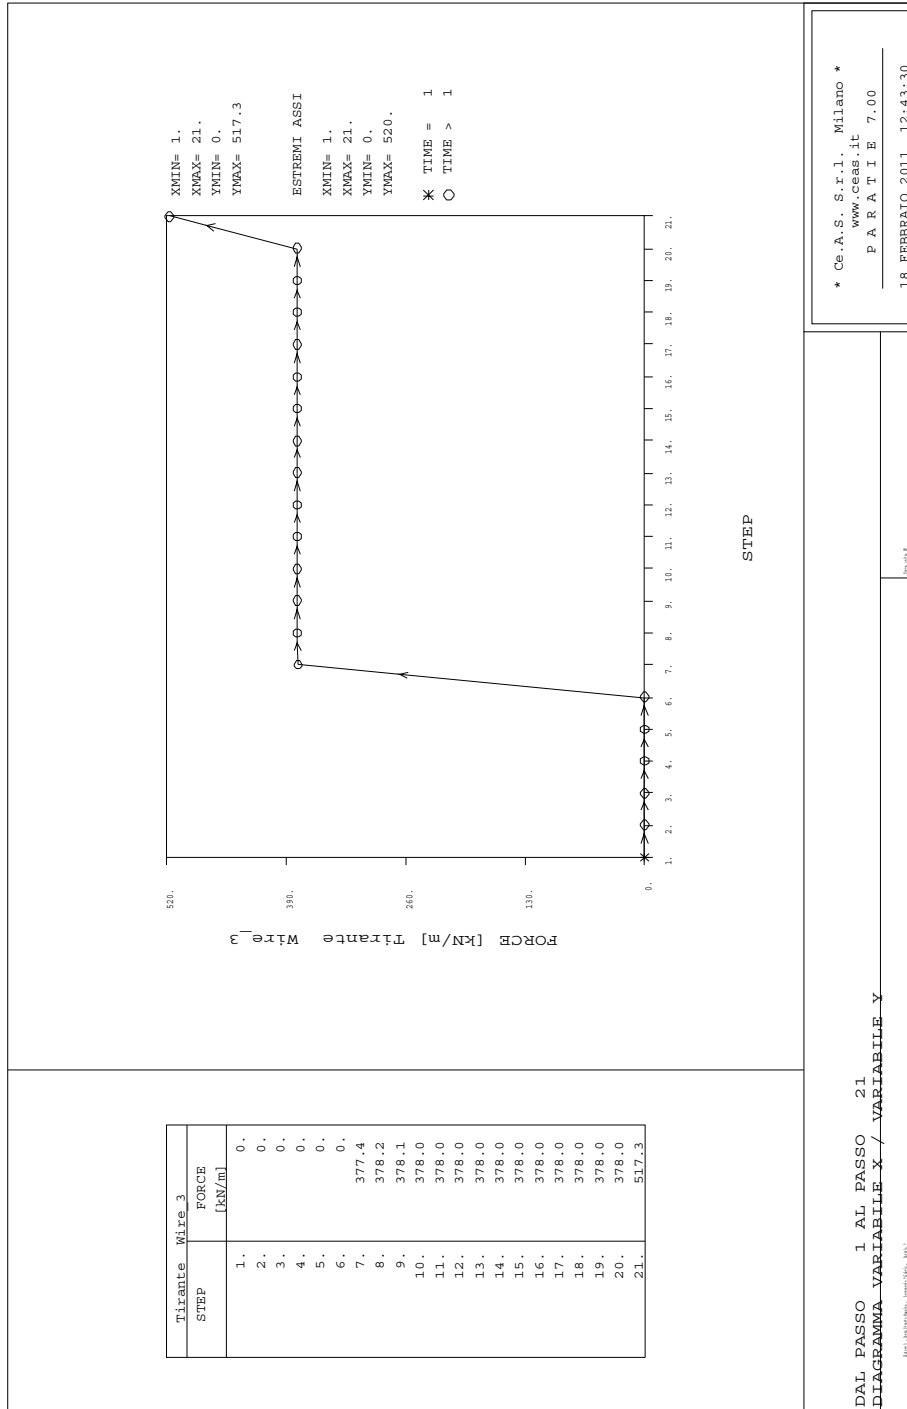 XMIN= 1.
XMAX= 21.
YMIN= 0.
YMAX= 517.3
ESTREMI ASSI
XMIN= 1.
XMAX= 21.
YMIN= 0.
YMAX= 520.
TIME = 1
TIME > 1
520.
390.
260.
130.
0.
FORCE [kN/m] Tirante Wire_3
1.
2.
3.
4.
5.
6.
7.
8.
9.
10.
11.
12.
13.
14.
15.
16.
17.
18.
19.
20.
21.
STEP
Tirante Wire_3
STEP FORCE
[kN/m]
1. 0.
2. 0.
3. 0.
4. 0.
5. 0.
6. 0.
7. 377.4
8. 378.2
9. 378.1
10. 378.0
11. 378.0
12. 378.0
13. 378.0
14. 378.0
15. 378.0
16. 378.0
17. 378.0
18. 378.0
19. 378.0
20. 378.0
21. 517.3
* Ce.A.S. S.r.l. Milano *
www.ceas.it
P A R A T I E 7.00
18 FEBBRAIO 2011 12:43:30
DAL PASSO 1 AL PASSO 21
DIAGRAMMA VARIABILE X / VARIABILE Y